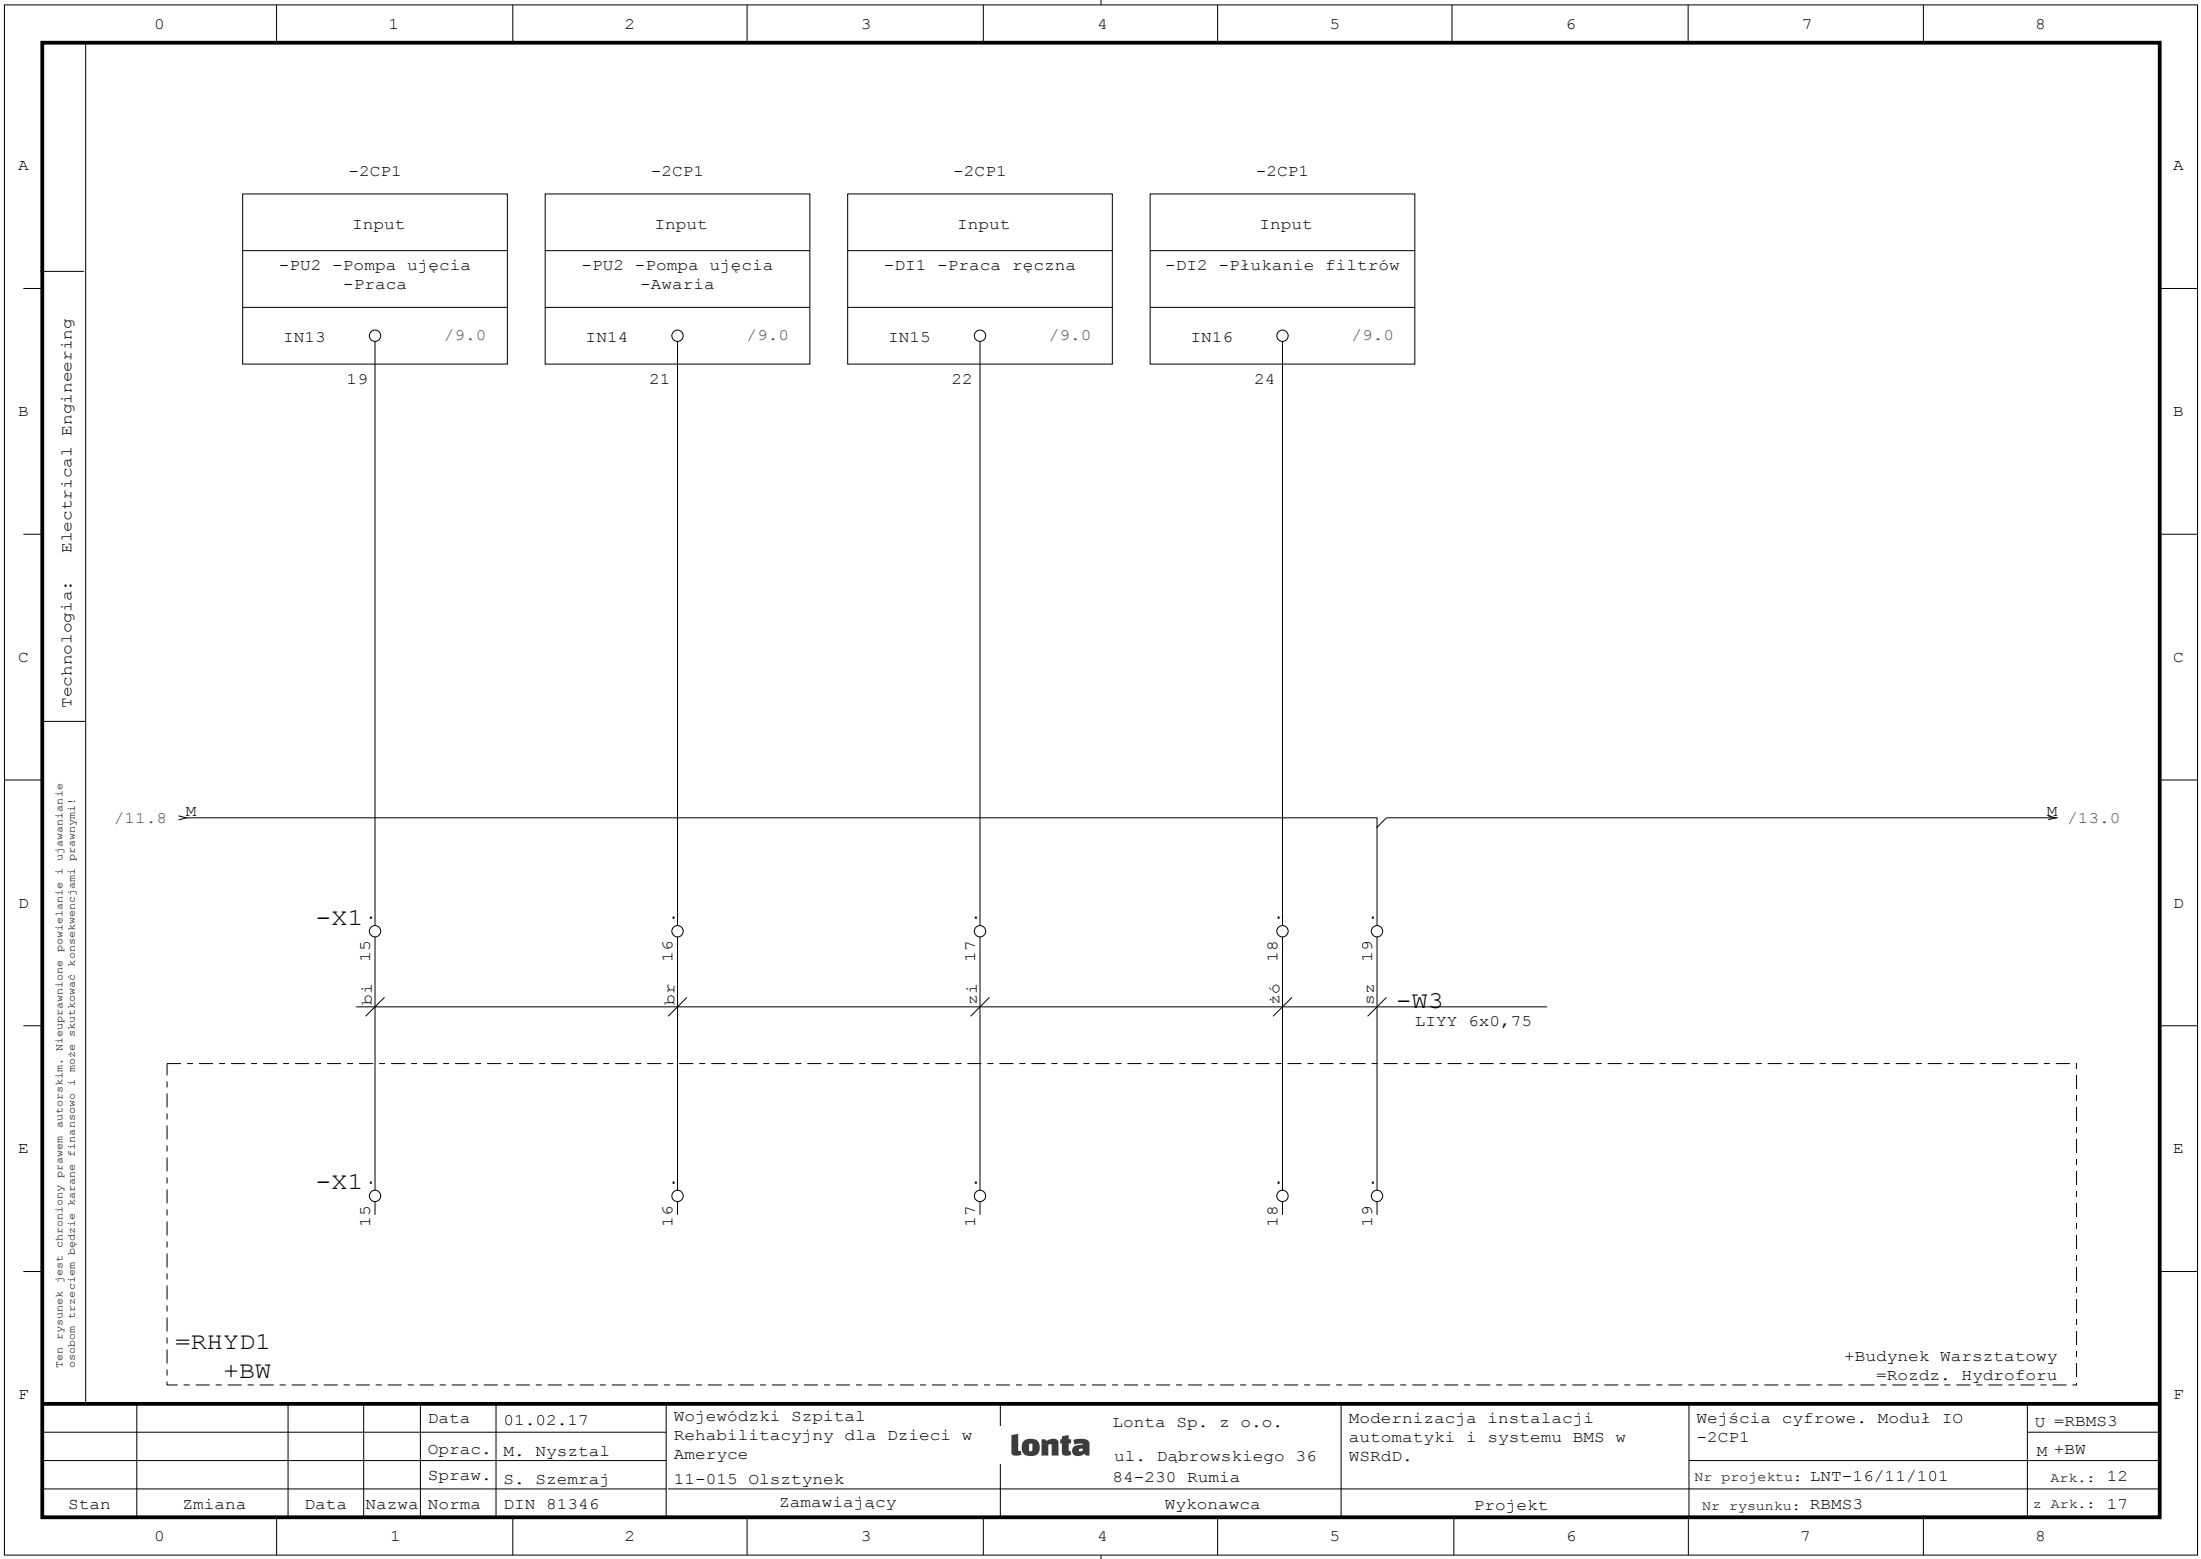 0 1 2 3 4 5 6 7 8
A A
B B
C C
D D
E E
F F
Technologia: Electrical Engineering
Ten rysunek jest chroniony prawem autorskim. Nieuprawnione powielanie i ujawanianie
osobom trzeciem będzie karane finansowo i może skutkować konsekwencjami prawnymi!
-2CP1 -2CP1 -2CP1 -2CP1
Input Input Input Input
-PU2 -Pompa ujęcia
-Praca
-PU2 -Pompa ujęcia
-Awaria
-DI1 -Praca ręczna
-DI2 -Płukanie filtrów
IN13 /9.0 IN14 /9.0 IN15 /9.0 IN16 /9.0
19 21 22 24
/11.8 M M /13.0
-X1
15 16 17 18 19
bi br zi żó sz -W3
LIYY 6x0,75
-X1
15 16 17 18 19
=RHYD1
+BW
+Budynek Warsztatowy
=Rozdz. Hydroforu
Stan Zmiana Data Nazwa
Data 01.02.17
Oprac. M. Nysztal
Spraw. S. Szemraj
Norma DIN 81346
Wojewódzki Szpital
Rehabilitacyjny dla Dzieci w
Ameryce
11-015 Olsztynek
Zamawiający
lonta
Lonta Sp. z o.o.
ul. Dąbrowskiego 36
84-230 Rumia
Wykonawca
Modernizacja instalacji
automatyki i systemu BMS w
WSRdD.
Projekt
Wejścia cyfrowe. Moduł IO
-2CP1
Nr projektu: LNT-16/11/101
Nr rysunku: RBMS3
U =RBMS3
M +BW
Ark.: 12
z Ark.: 17
0 1 2 3 4 5 6 7 8